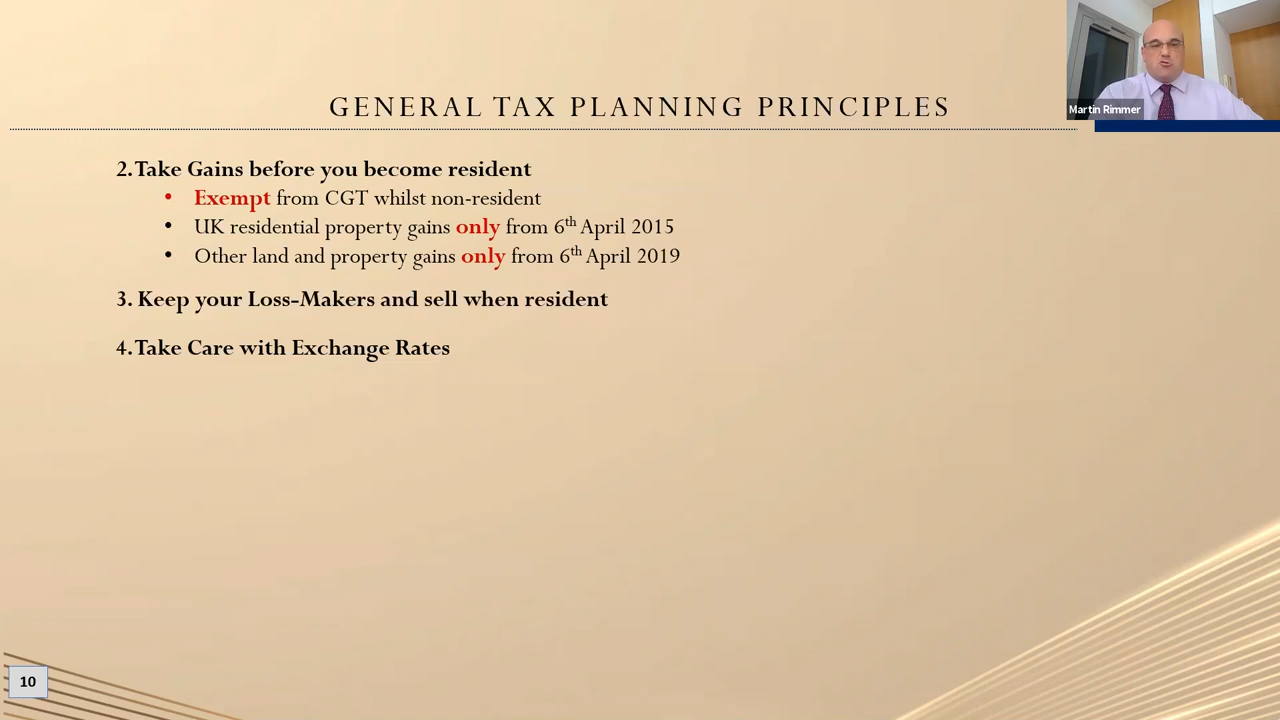 Martin Rimmer
GENERAL TAX PLANNING PRINCIPLES
2. Take Gains before you become resident
• Exempt from CGT whilst non-resident
• UK residential property gains only from 6th April 2015
• Other land and property gains only from 6th April 2019
3. Keep your Loss-Makers and sell when resident
4. Take Care with Exchange Rates
10